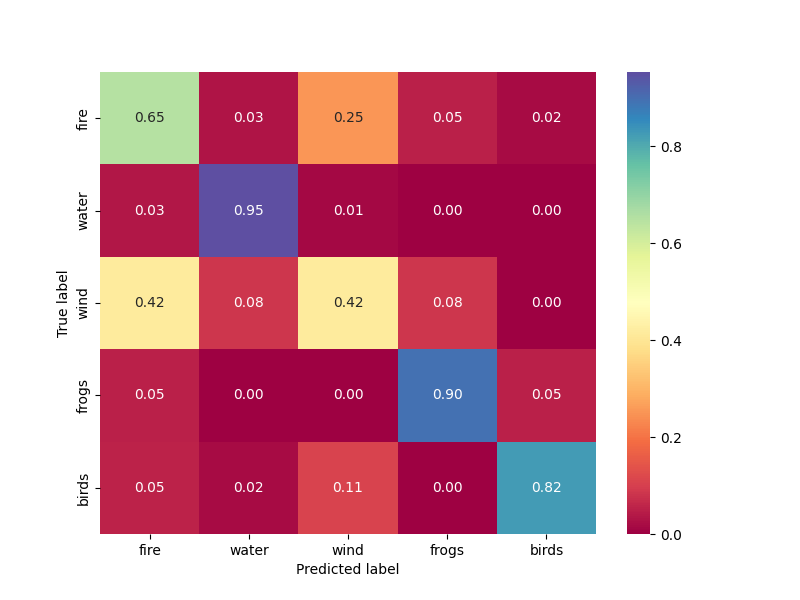 fire 0.65 0.03 0.25 0.05 0.02
water 0.03 0.95 0.01 0.00 0.00
wind 0.42 0.08 0.42 0.08 0.00
frogs 0.05 0.00 0.00 0.90 0.05
birds 0.05 0.02 0.11 0.00 0.82
True label
fire water wind frogs birds
Predicted label
0.8
0.6
0.4
0.2
0.0